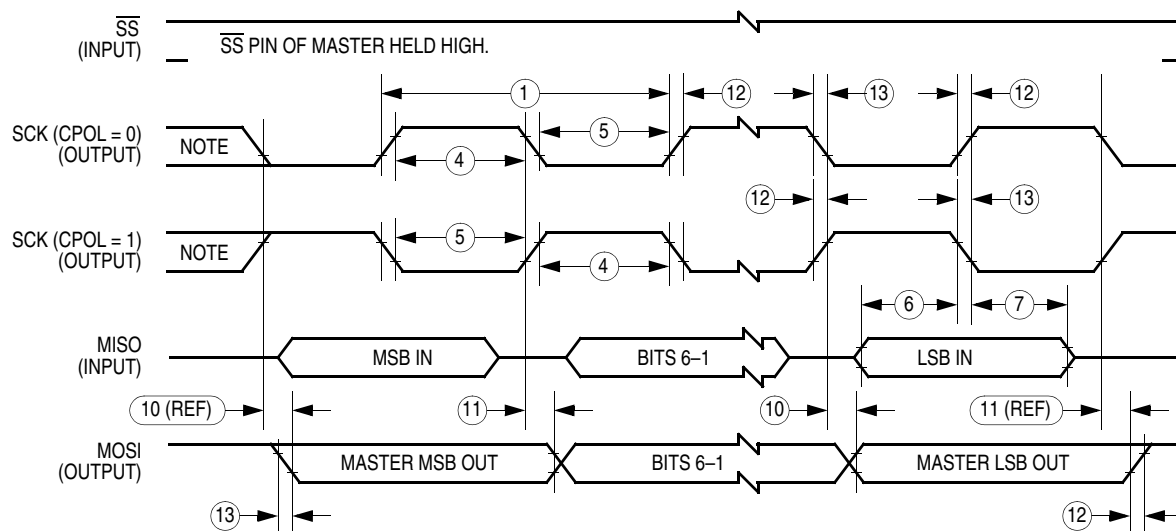 SS
(INPUT)
SS PIN OF MASTER HELD HIGH.
1
12
13
12
SCK (CPOL = 0)
(OUTPUT)
NOTE
5
4
12
13
SCK (CPOL = 1)
(OUTPUT)
NOTE
5
4
6
7
MISO
(INPUT)
MSB IN
BITS 6–1
LSB IN
10 (REF)
11
10
11 (REF)
MOSI
(OUTPUT)
MASTER MSB OUT
BITS 6–1
MASTER LSB OUT
13
12